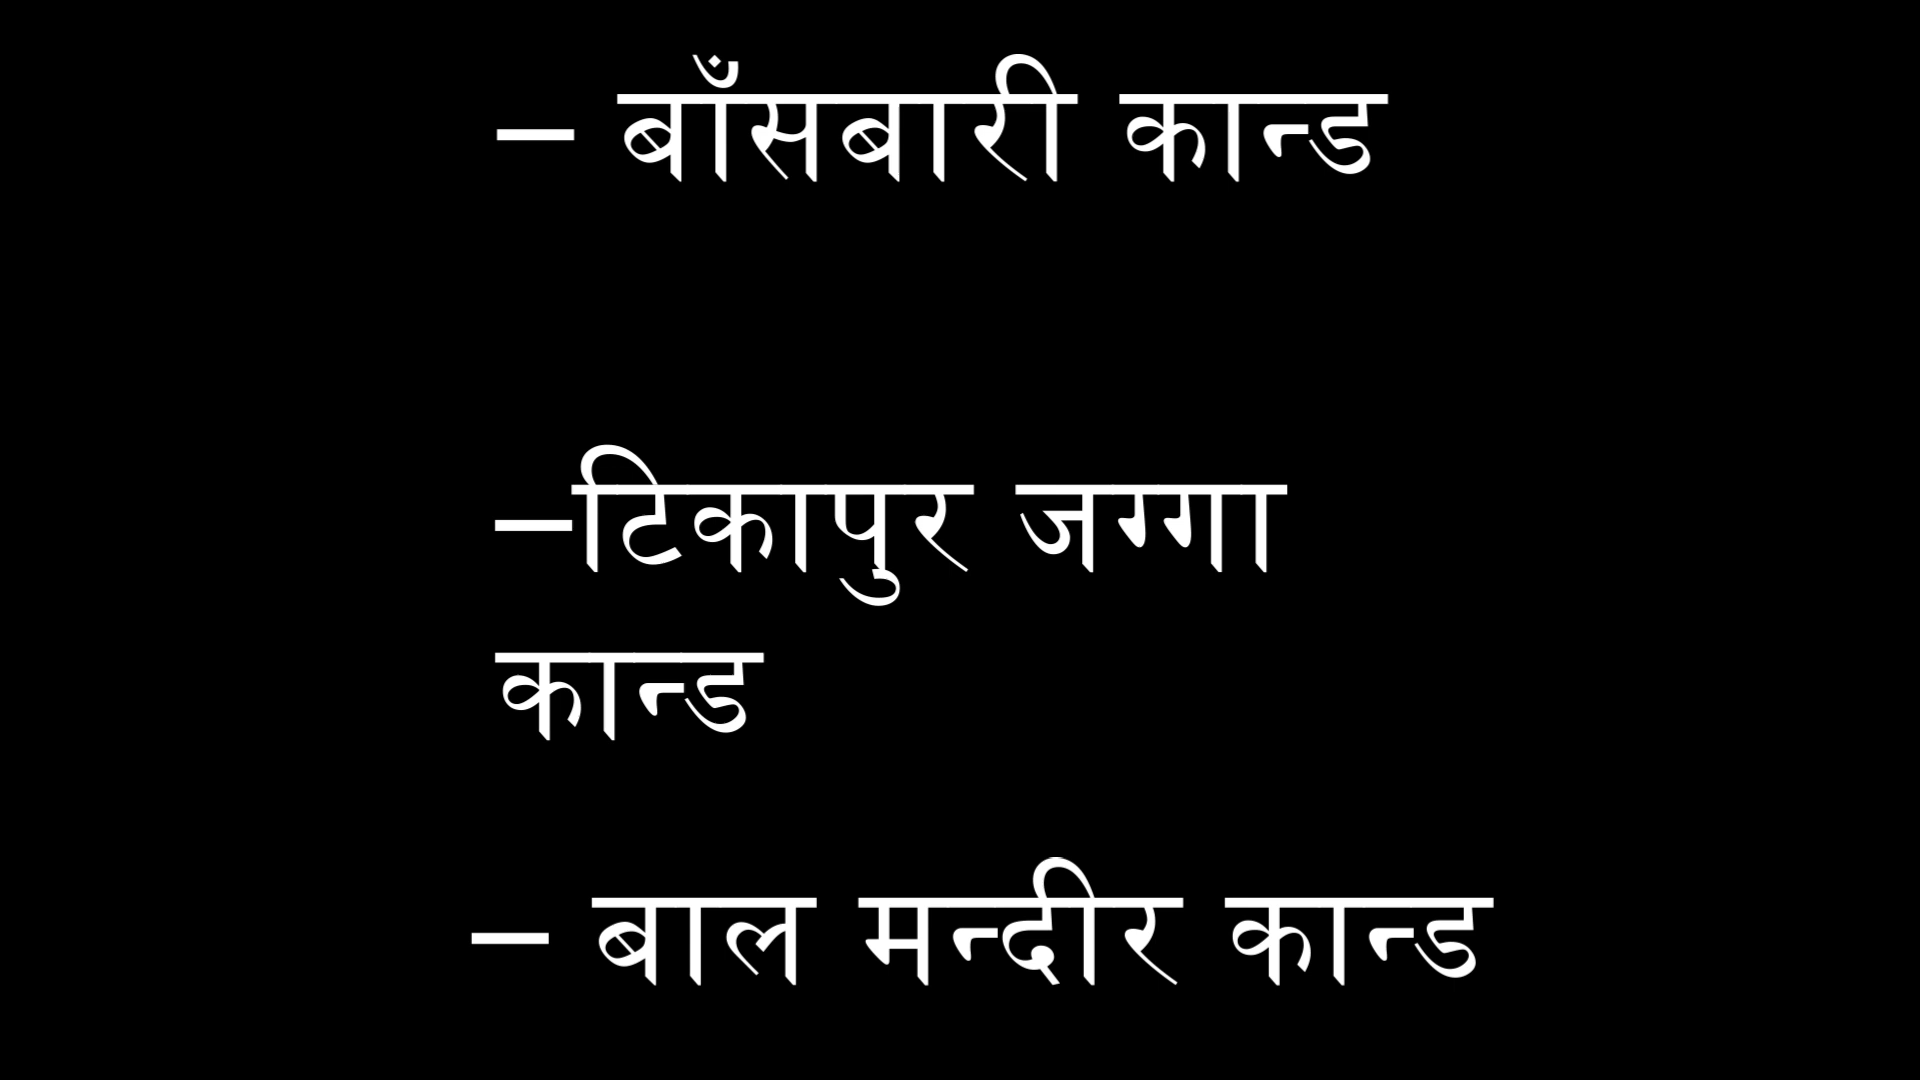 – बाँसबारी कान्ड
–टिकापुर जग्गा
कान्ड
– बाल मन्दीर कान्ड